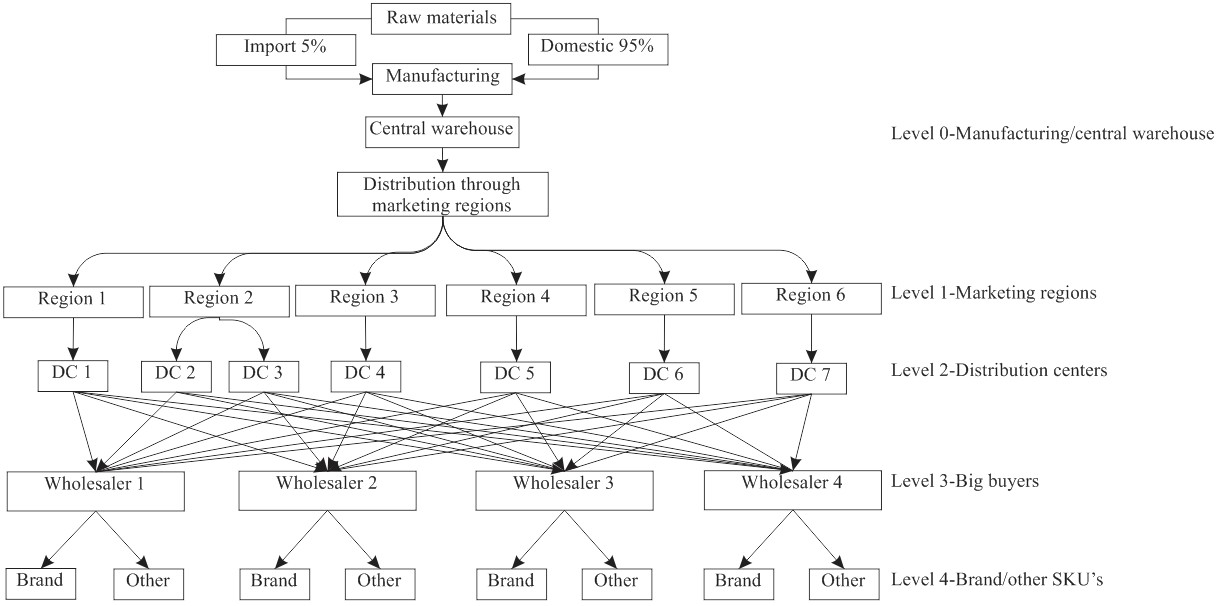 Raw materials
Import 5%
Domestic 95%
Manufacturing
Central warehouse
Level 0-Manufacturing/central warehouse
Distribution through
marketing regions
Region 1
Region 2
Region 3
Region 4
Region 5
Region 6
Level 1-Marketing regions
DC 1
DC 2
DC 3
DC 4
DC 5
DC 6
DC 7
Level 2-Distribution centers
Wholesaler 1
Wholesaler 2
Wholesaler 3
Wholesaler 4
Level 3-Big buyers
Brand
Other
Brand
Other
Brand
Other
Brand
Other
Level 4-Brand/other SKU's